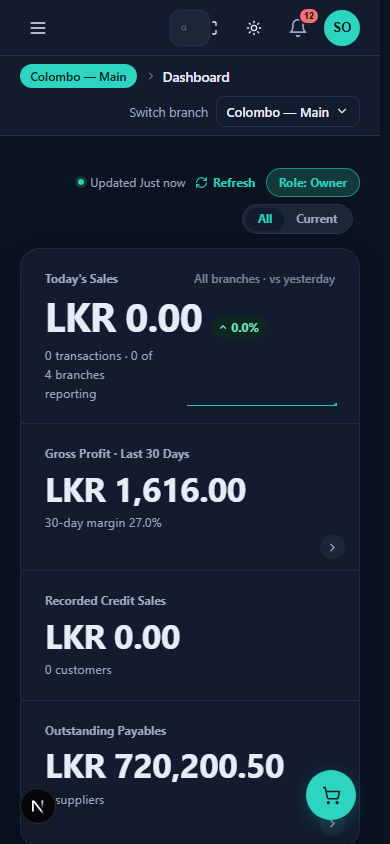 12
SO
Colombo — Main
Dashboard
Switch branch
Colombo — Main
Updated Just now
Refresh
Role: Owner
All
Current
Today's Sales
All branches · vs yesterday
LKR 0.00
0.0%
0 transactions · 0 of
4 branches
reporting
Gross Profit · Last 30 Days
LKR 1,616.00
30-day margin 27.0%
Recorded Credit Sales
LKR 0.00
0 customers
Outstanding Payables
LKR 720,200.50
N
suppliers